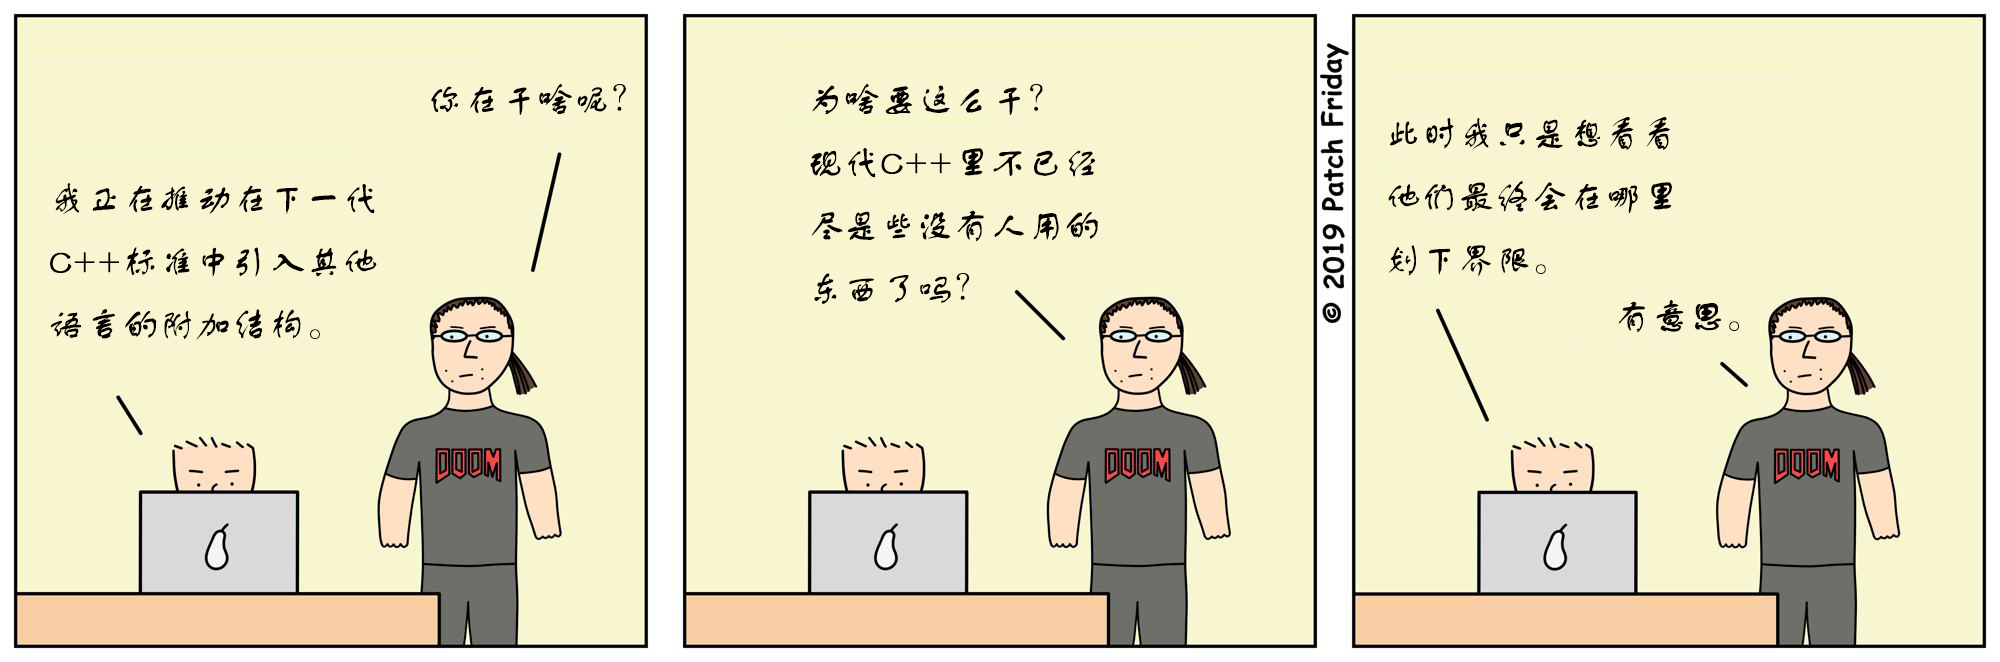 你在干啥呢？
我正在推动在下一代
C++标准中引入其他
语言的附加结构。
DOOM
为啥要这么干？
现代C++里不已经
尽是些没有人用的
东西了吗？
DOOM
© 2019 Patch Friday
此时我只是想看看
他们最终会在哪里
划下界限。
有意思。
DOOM